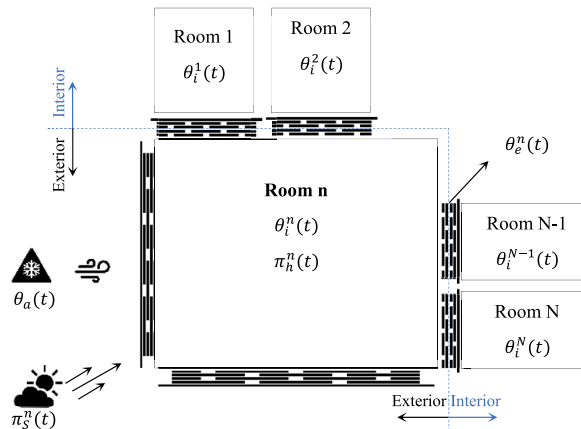 Room 1
θ_i^1(t)
Room 2
θ_i^2(t)
Interior
Exterior
θ_e^n(t)
Room n
θ_i^n(t)
π_h^n(t)
Room N-1
θ_i^{N-1}(t)
θ_a(t)
Room N
θ_i^N(t)
π_S^n(t)
Exterior Interior